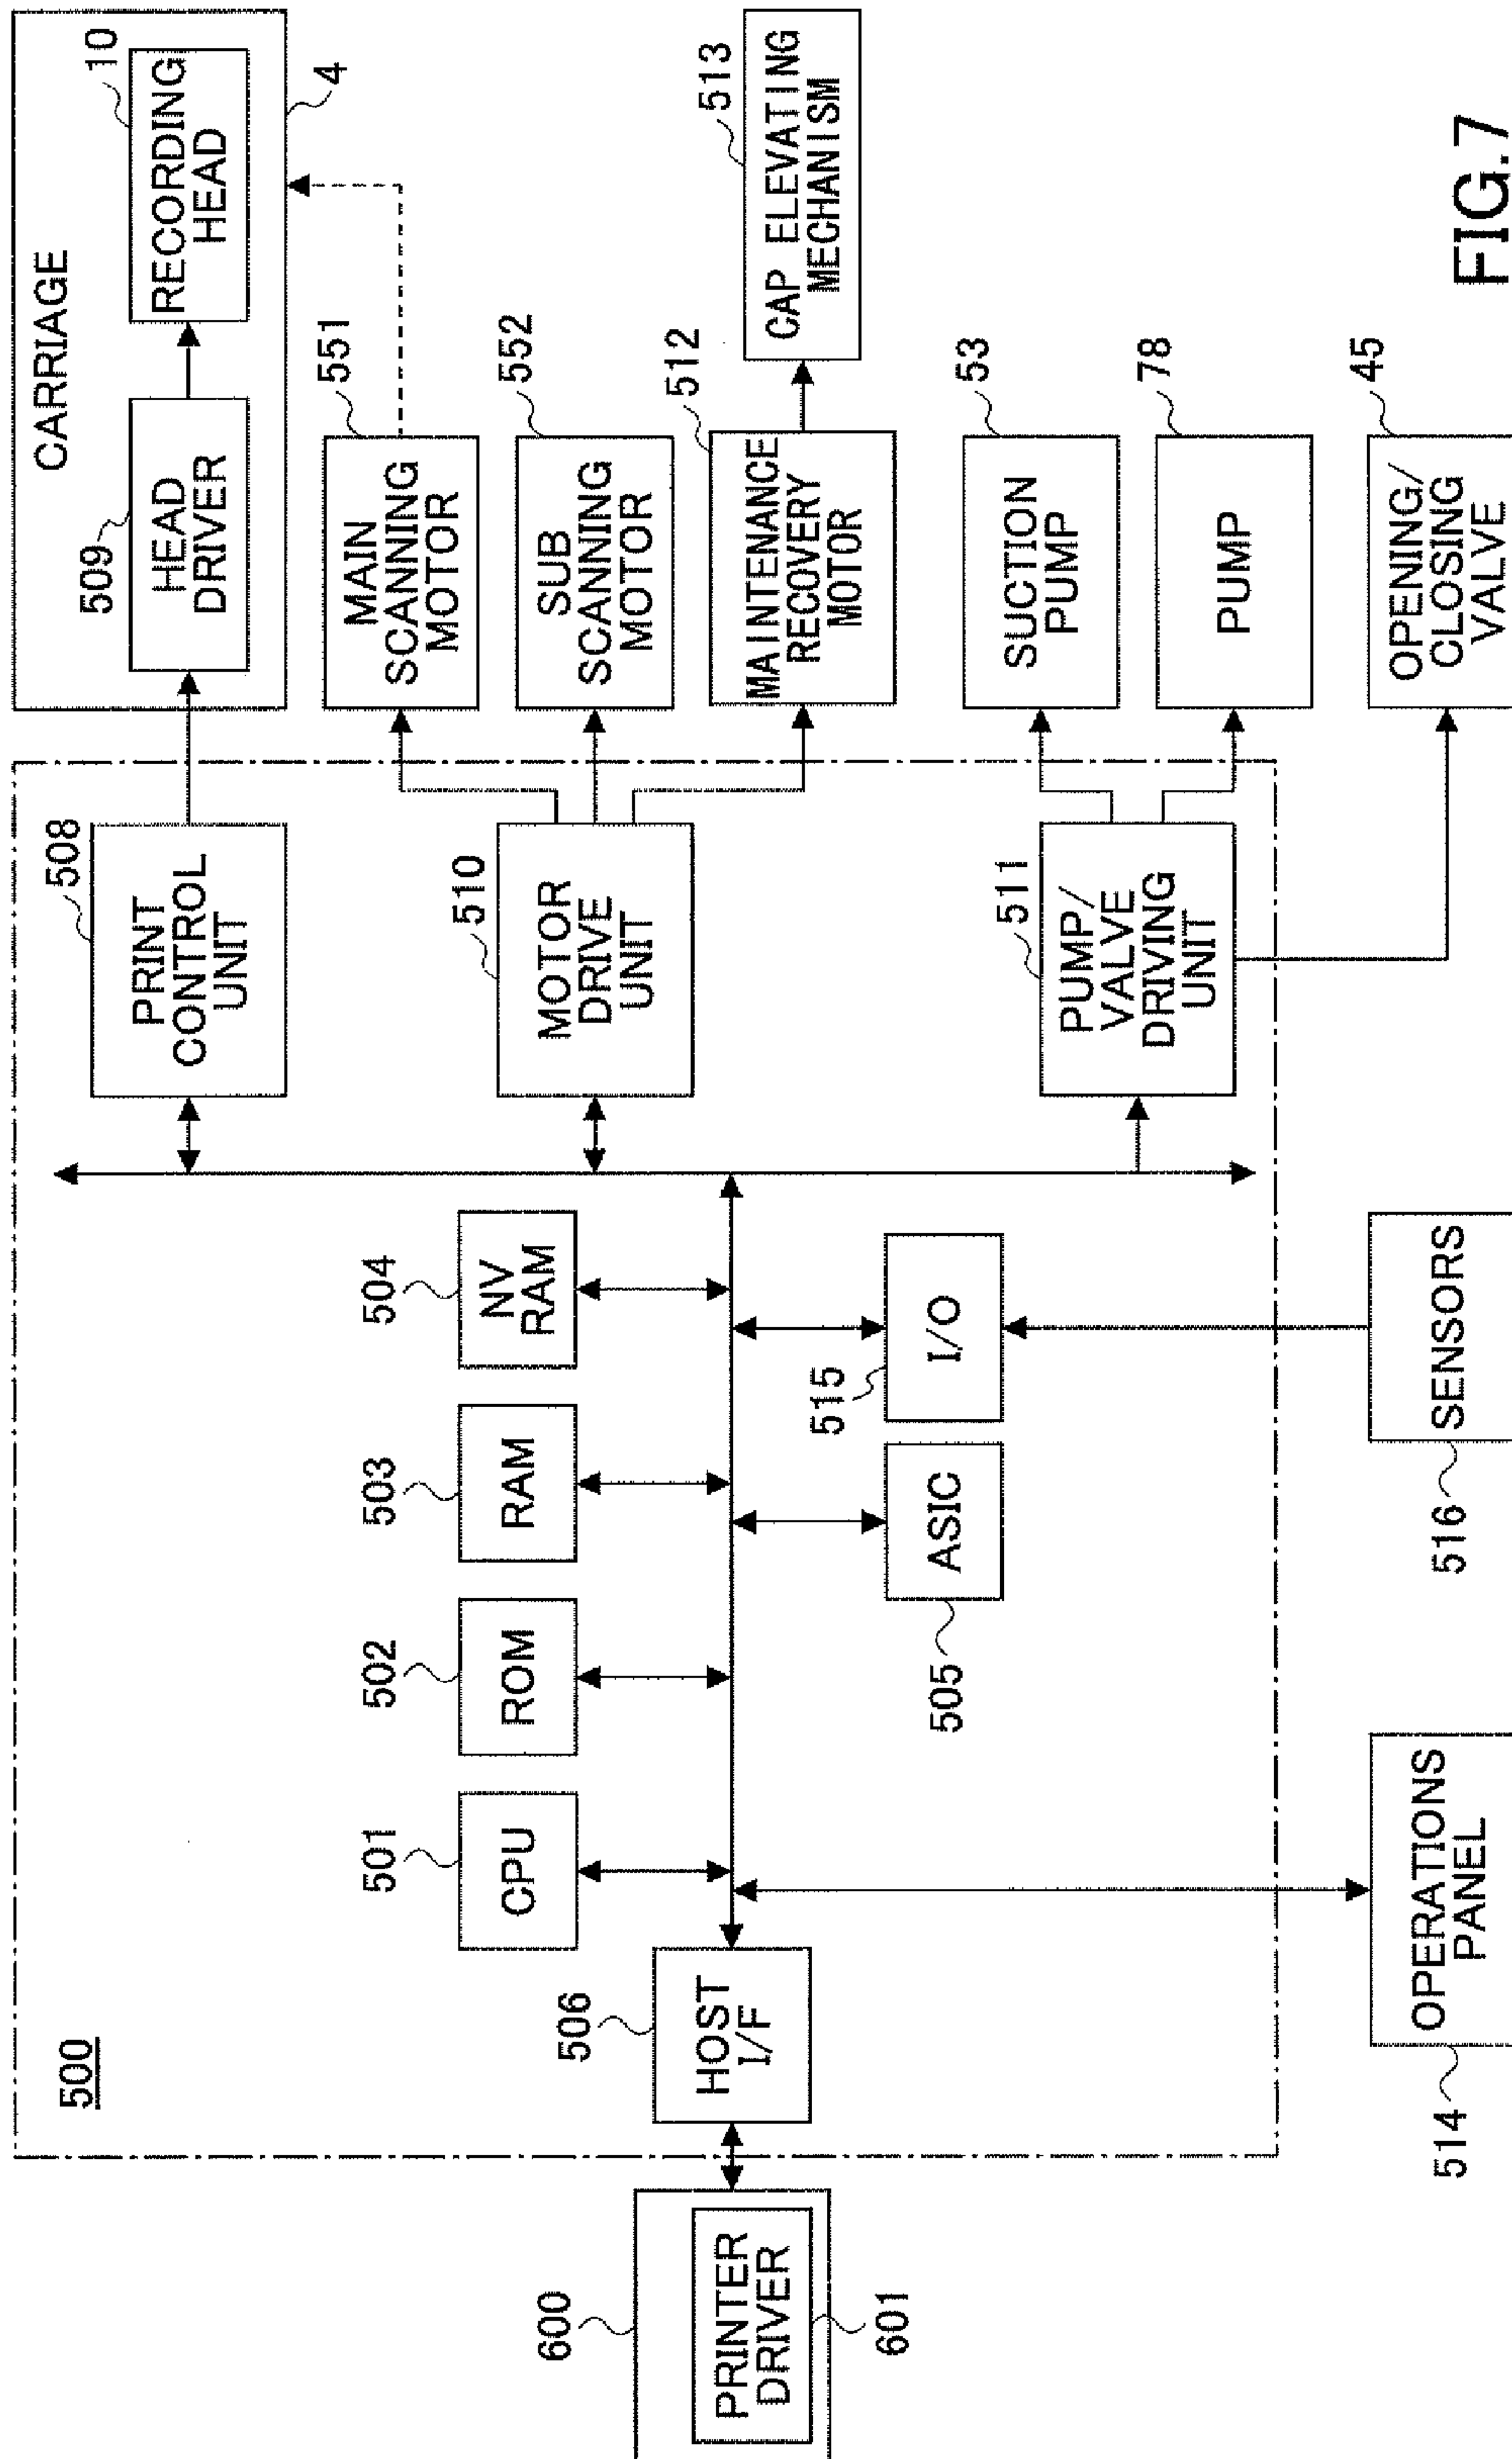 500
600
PRINTER
DRIVER
601
506
HOST
I/F
501
CPU
502
ROM
503
RAM
504
NV
RAM
505
ASIC
515
I/O
514
OPERATIONS
PANEL
516
SENSORS
508
PRINT
CONTROL
UNIT
510
MOTOR
DRIVE
UNIT
511
PUMP/
VALVE
DRIVING
UNIT
CARRIAGE
509
HEAD
DRIVER
10
RECORDING
HEAD
4
551
MAIN
SCANNING
MOTOR
552
SUB
SCANNING
MOTOR
512
MAINTENANCE
RECOVERY
MOTOR
513
CAP ELEVATING
MECHANISM
53
SUCTION
PUMP
78
PUMP
45
OPENING/
CLOSING
VALVE
FIG.7